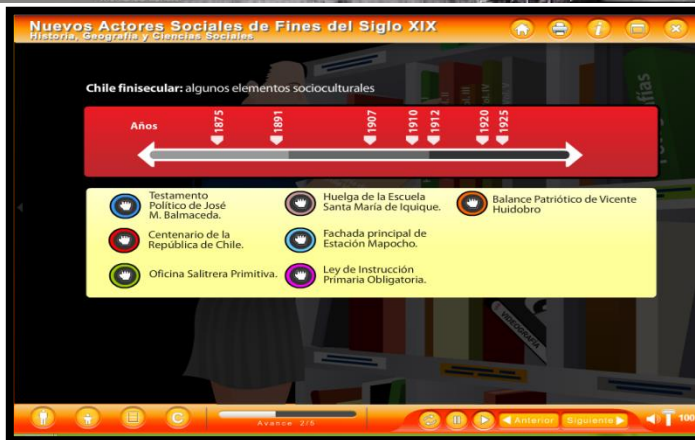 Nuevos Actores Sociales de Fines del Siglo XIX
Historia, Geografía y Ciencias Sociales
Chile finisecular: algunos elementos socioculturales
Años
1875
1891
1907
1910
1912
1920
1925
Testamento
Político de José
M. Balmaceda.
Huelga de la Escuela
Santa María de Iquique.
Balance Patriótico de Vicente
Huidobro
Centenario de la
República de Chile.
Fachada principal de
Estación Mapocho.
Oficina Salitrera Primitiva.
Ley de Instrucción
Primaria Obligatoria.
VIDEOGRAFÍA
Avance 2/5
Anterior
Siguiente
100